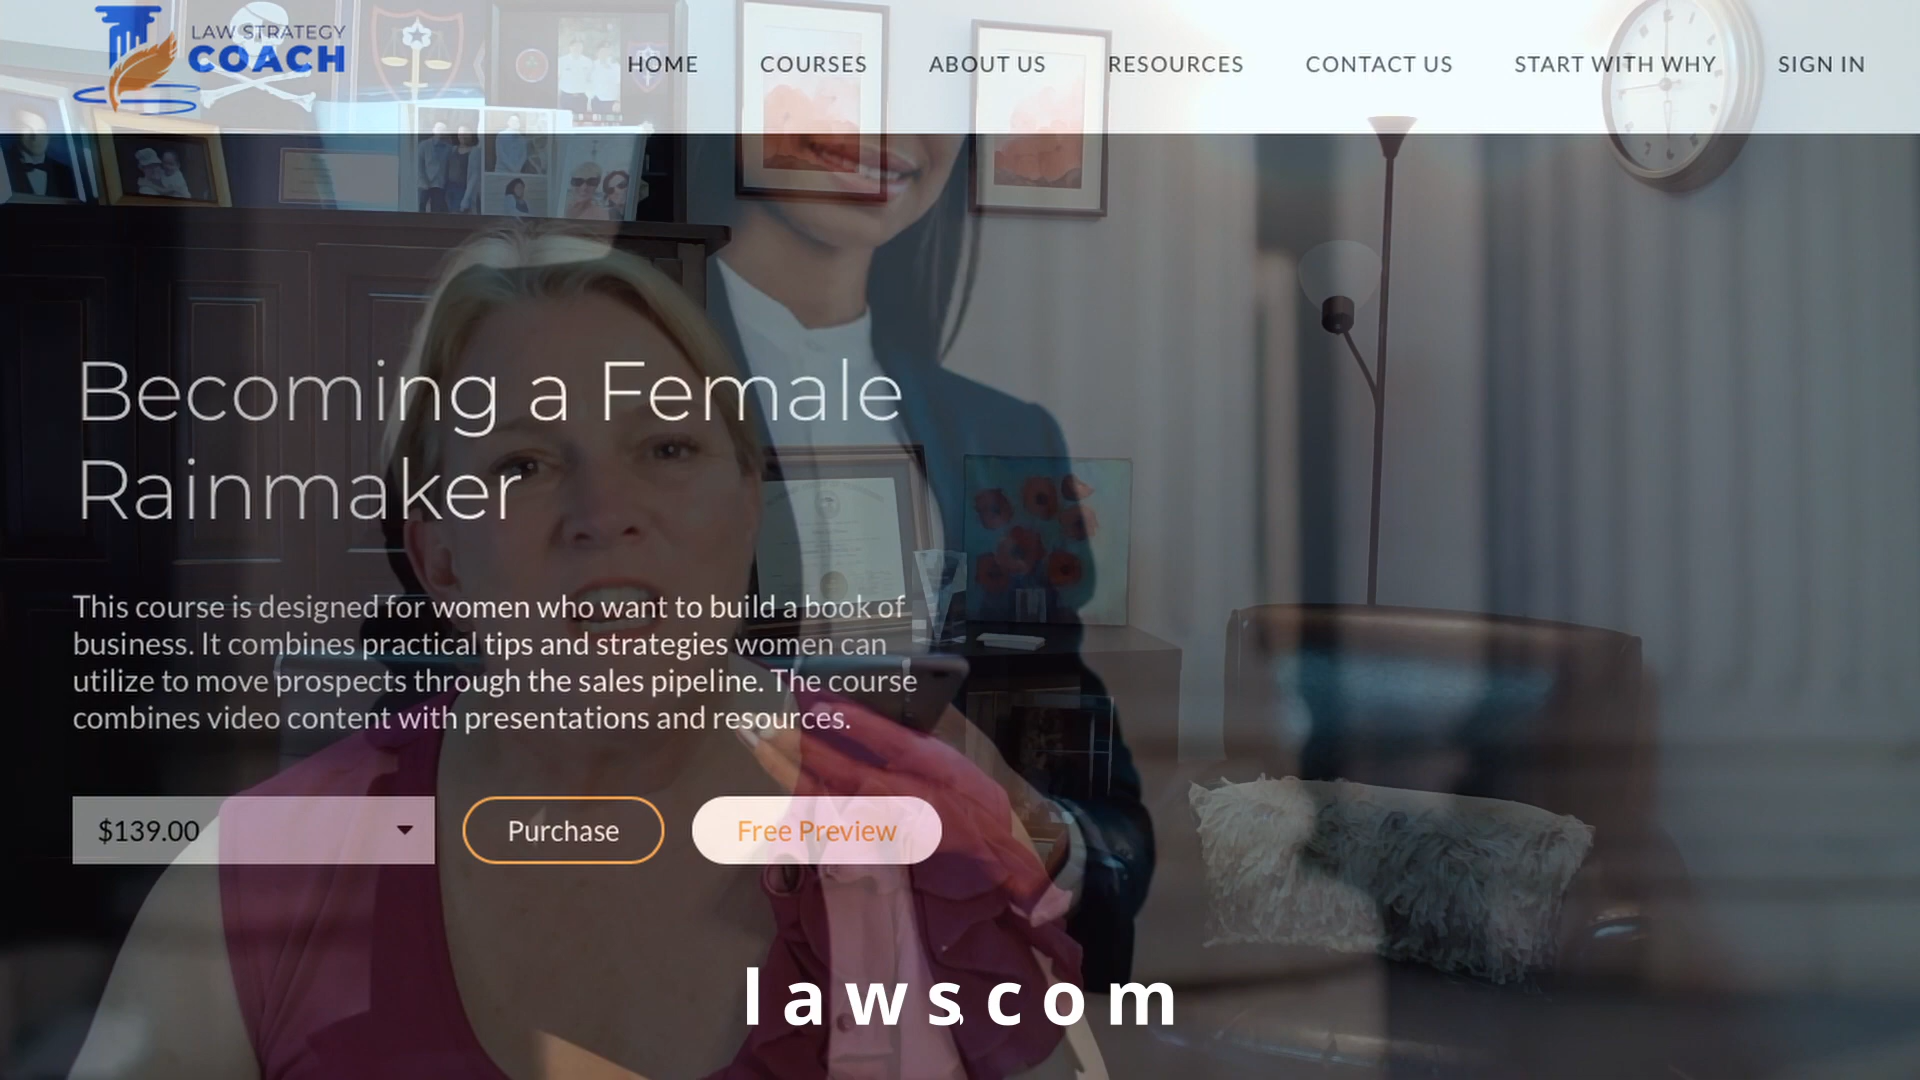 LAW STRATEGY
COACH
HOME COURSES ABOUT US RESOURCES CONTACT US START WITH WHY SIGN IN
Becoming a Female
Rainmaker
This course is designed for women who want to build a book of
business. It combines practical tips and strategies women can
utilize to move prospects through the sales pipeline. The course
combines video content with presentations and resources.
$139.00 Purchase Free Preview
lawscom